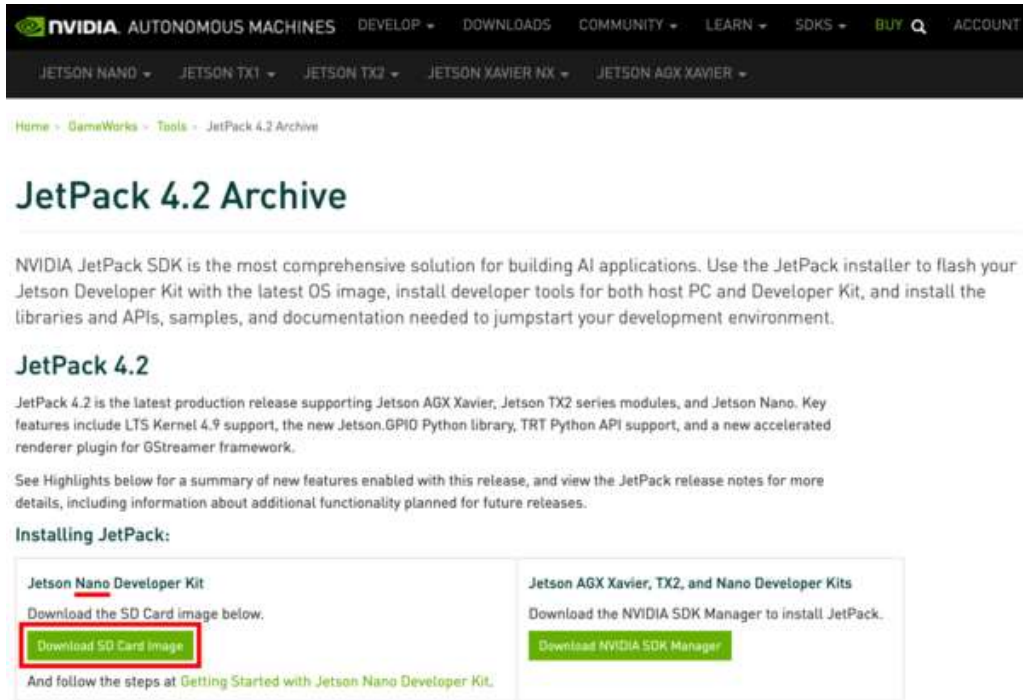 NVIDIA. AUTONOMOUS MACHINES DEVELOP DOWNLOADS COMMUNITY LEARN SDKS BUY ACCOUNT
JETSON NANO JETSON TX1 JETSON TX2 JETSON XAVIER NX JETSON AGX XAVIER
Home > GameWorks > Tools > JetPack 4.2 Archive
JetPack 4.2 Archive
NVIDIA JetPack SDK is the most comprehensive solution for building AI applications. Use the JetPack installer to flash your
Jetson Developer Kit with the latest OS image, install developer tools for both host PC and Developer Kit, and install the
libraries and APIs, samples, and documentation needed to jumpstart your development environment.
JetPack 4.2
JetPack 4.2 is the latest production release supporting Jetson AGX Xavier, Jetson TX2 series modules, and Jetson Nano. Key
features include LTS Kernel 4.9 support, the new Jetson.GPIO Python library, TRT Python API support, and a new accelerated
renderer plugin for GStreamer framework.
See Highlights below for a summary of new features enabled with this release, and view the JetPack release notes for more
details, including information about additional functionality planned for future releases.
Installing JetPack:
Jetson Nano Developer Kit
Download the SD Card image below.
Download SD Card Image
And follow the steps at Getting Started with Jetson Nano Developer Kit.
Jetson AGX Xavier, TX2, and Nano Developer Kits
Download the NVIDIA SDK Manager to install JetPack.
Download NVIDIA SDK Manager